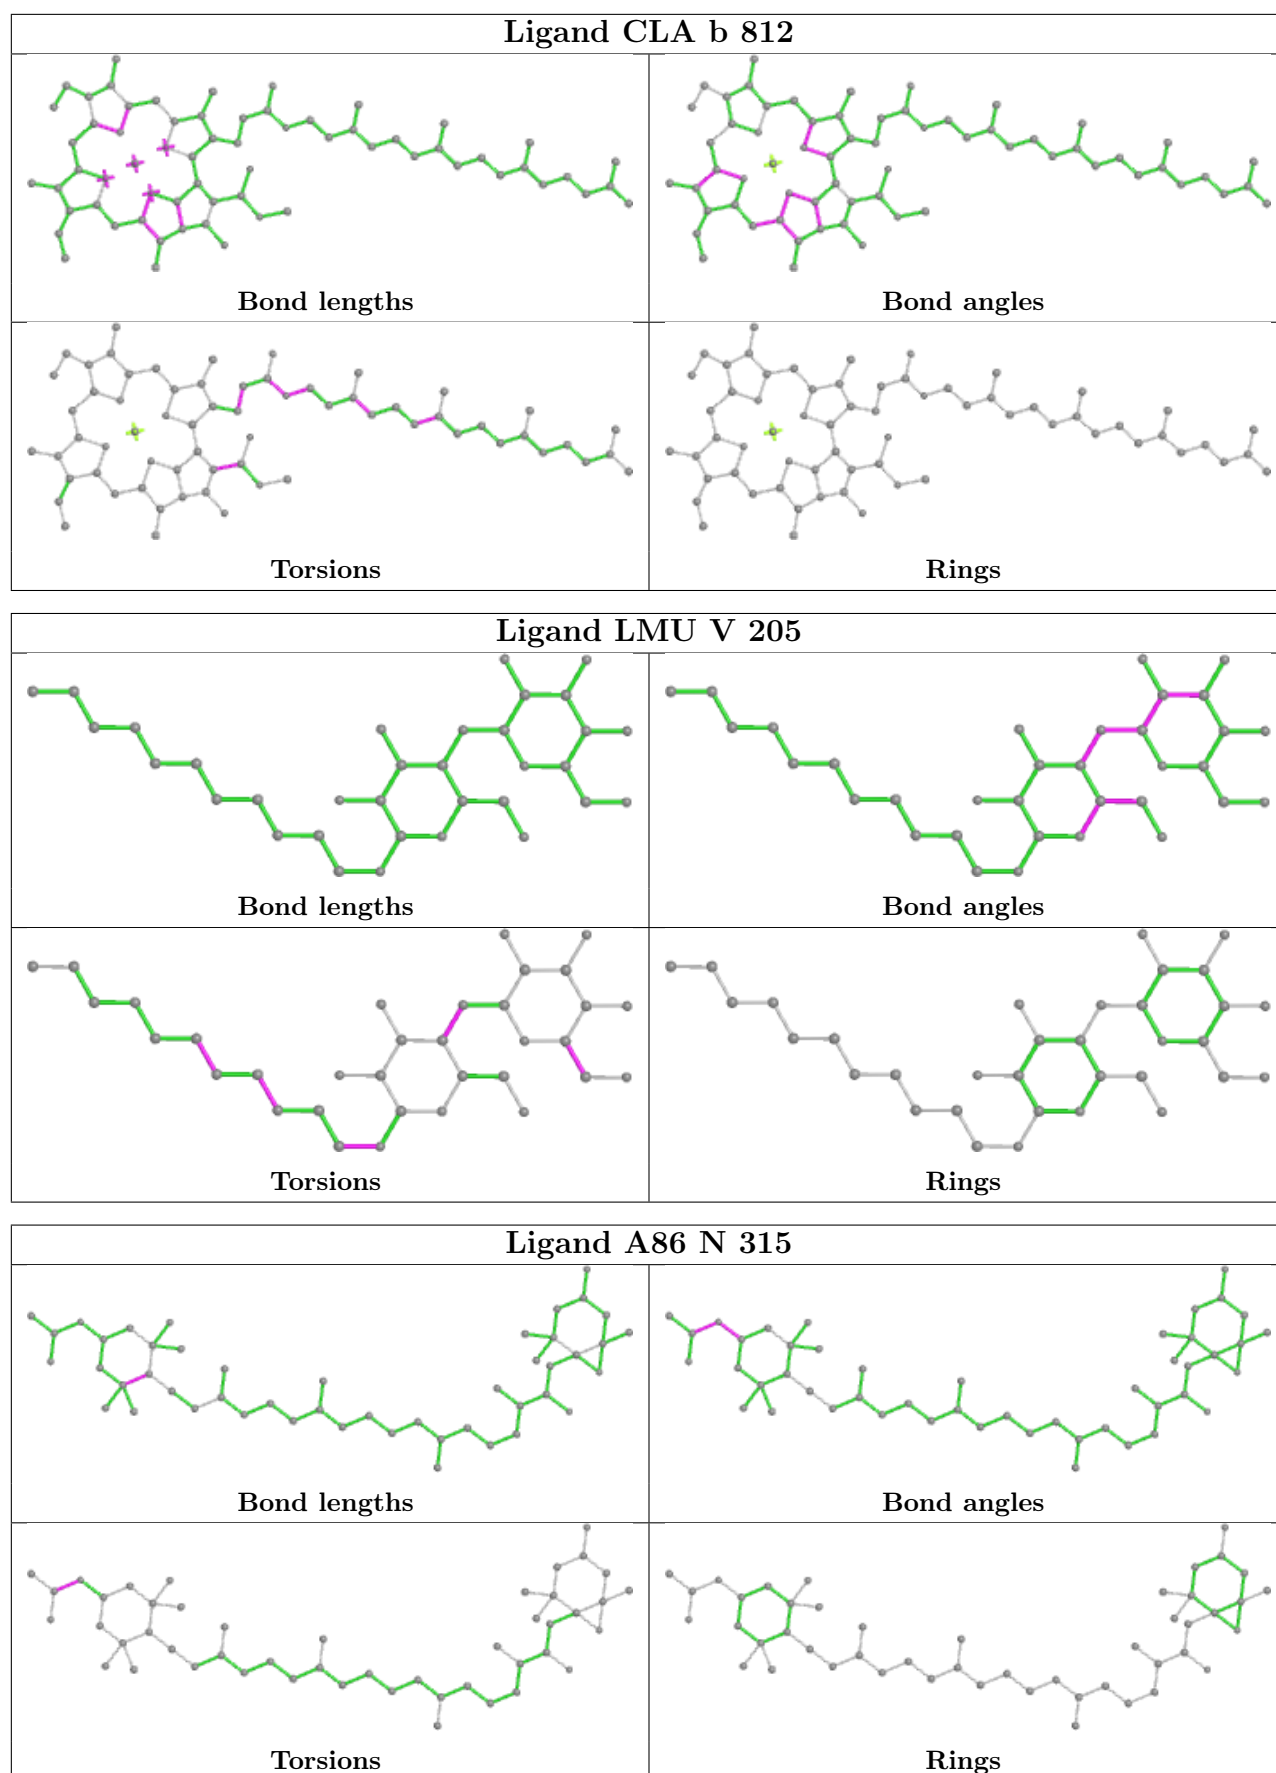 Ligand CLA b 812
Bond lengths
Bond angles
Torsions
Rings
Ligand LMU V 205
Bond lengths
Bond angles
Torsions
Rings
Ligand A86 N 315
Bond lengths
Bond angles
Torsions
Rings